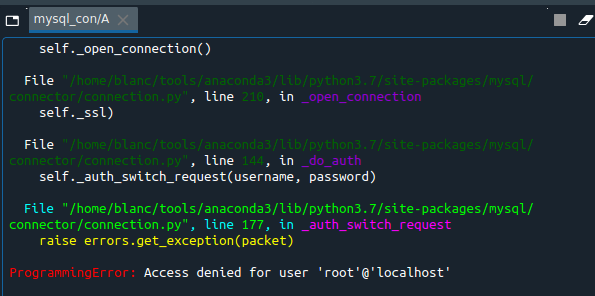 mysql_con/A
self._open_connection()
File "/home/blanc/tools/anaconda3/lib/python3.7/site-packages/mysql/
connector/connection.py", line 210, in _open_connection
self._ssl)
File "/home/blanc/tools/anaconda3/lib/python3.7/site-packages/mysql/
connector/connection.py", line 144, in _do_auth
self._auth_switch_request(username, password)
File "/home/blanc/tools/anaconda3/lib/python3.7/site-packages/mysql/
connector/connection.py", line 177, in _auth_switch_request
raise errors.get_exception(packet)
ProgrammingError: Access denied for user 'root'@'localhost'